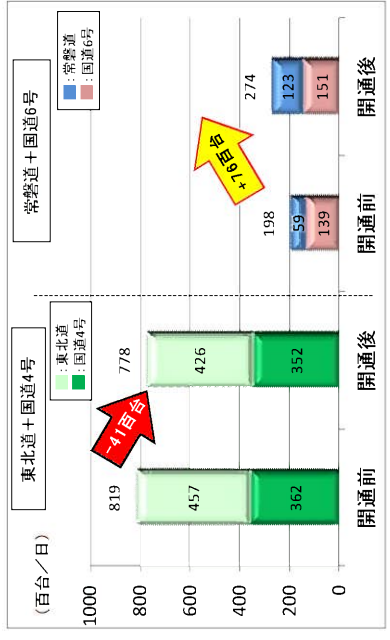 東北道＋国道4号
常磐道＋国道6号
(百台／日)
:東北道
:国道4号
:常磐道
:国道6号
1000
800
600
400
200
0
819
457
362
-41百台
778
426
352
198
59
139
+76百台
274
123
151
開通前
開通後
開通前
開通後